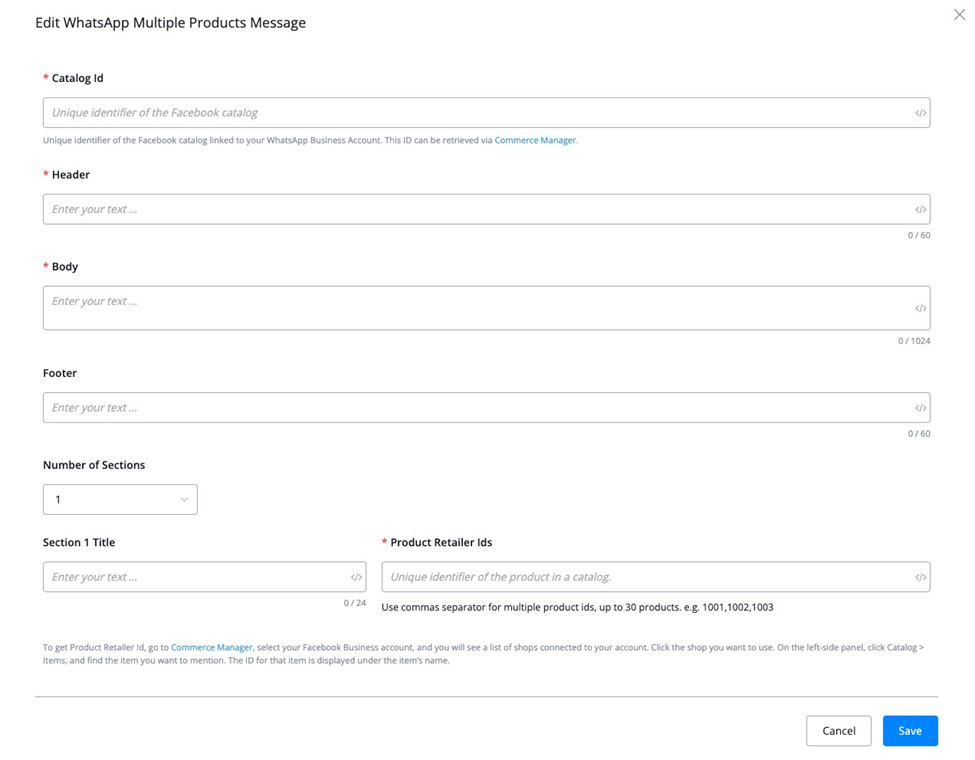 Edit WhatsApp Multiple Products Message
* Catalog Id
Unique identifier of the Facebook catalog
Unique identifier of the Facebook catalog linked to your WhatsApp Business Account. This ID can be retrieved via Commerce Manager.
* Header
Enter your text ...
0 / 60
* Body
Enter your text ...
0 / 1024
Footer
Enter your text ...
0 / 60
Number of Sections
1
Section 1 Title
Enter your text ...
0 / 24
* Product Retailer Ids
Unique identifier of the product in a catalog.
Use commas separator for multiple product ids, up to 30 products. e.g. 1001,1002,1003
To get Product Retailer Id, go to Commerce Manager, select your Facebook Business account, and you will see a list of shops connected to your account. Click the shop you want to use. On the left-side panel, click Catalog >
Items, and find the item you want to mention. The ID for that item is displayed under the item's name.
Cancel
Save